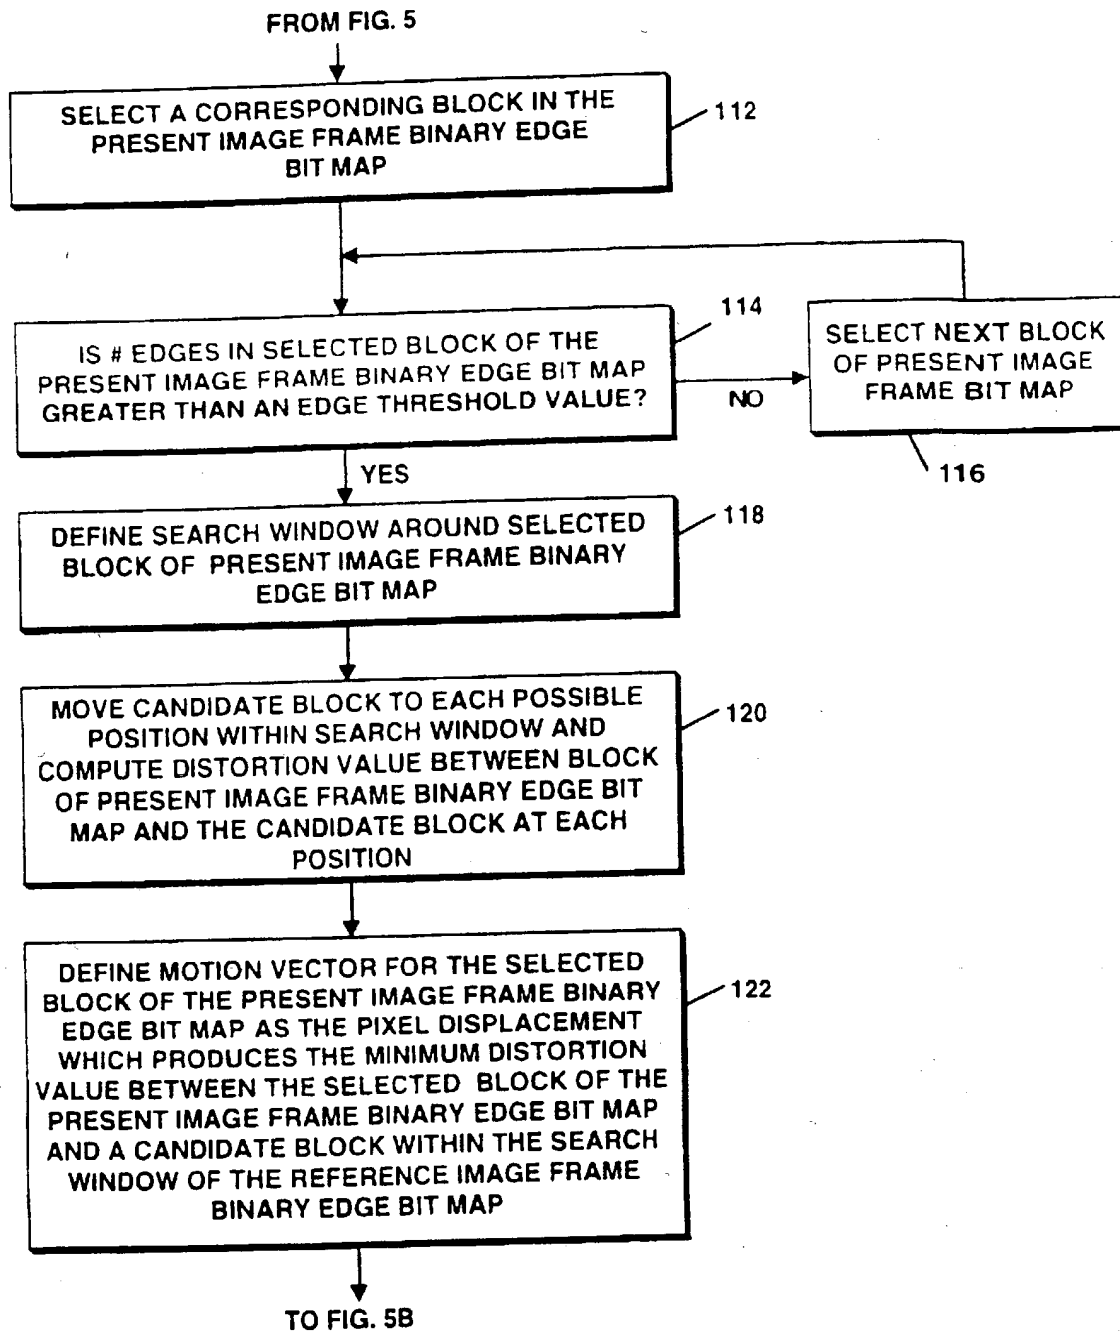 FROM FIG. 5
SELECT A CORRESPONDING BLOCK IN THE
PRESENT IMAGE FRAME BINARY EDGE
BIT MAP
112
IS # EDGES IN SELECTED BLOCK OF THE
PRESENT IMAGE FRAME BINARY EDGE BIT MAP
GREATER THAN AN EDGE THRESHOLD VALUE?
114
NO
SELECT NEXT BLOCK
OF PRESENT IMAGE
FRAME BIT MAP
116
YES
DEFINE SEARCH WINDOW AROUND SELECTED
BLOCK OF PRESENT IMAGE FRAME BINARY
EDGE BIT MAP
118
MOVE CANDIDATE BLOCK TO EACH POSSIBLE
POSITION WITHIN SEARCH WINDOW AND
COMPUTE DISTORTION VALUE BETWEEN BLOCK
OF PRESENT IMAGE FRAME BINARY EDGE BIT
MAP AND THE CANDIDATE BLOCK AT EACH
POSITION
120
DEFINE MOTION VECTOR FOR THE SELECTED
BLOCK OF THE PRESENT IMAGE FRAME BINARY
EDGE BIT MAP AS THE PIXEL DISPLACEMENT
WHICH PRODUCES THE MINIMUM DISTORTION
VALUE BETWEEN THE SELECTED BLOCK OF THE
PRESENT IMAGE FRAME BINARY EDGE BIT MAP
AND A CANDIDATE BLOCK WITHIN THE SEARCH
WINDOW OF THE REFERENCE IMAGE FRAME
BINARY EDGE BIT MAP
122
TO FIG. 5B